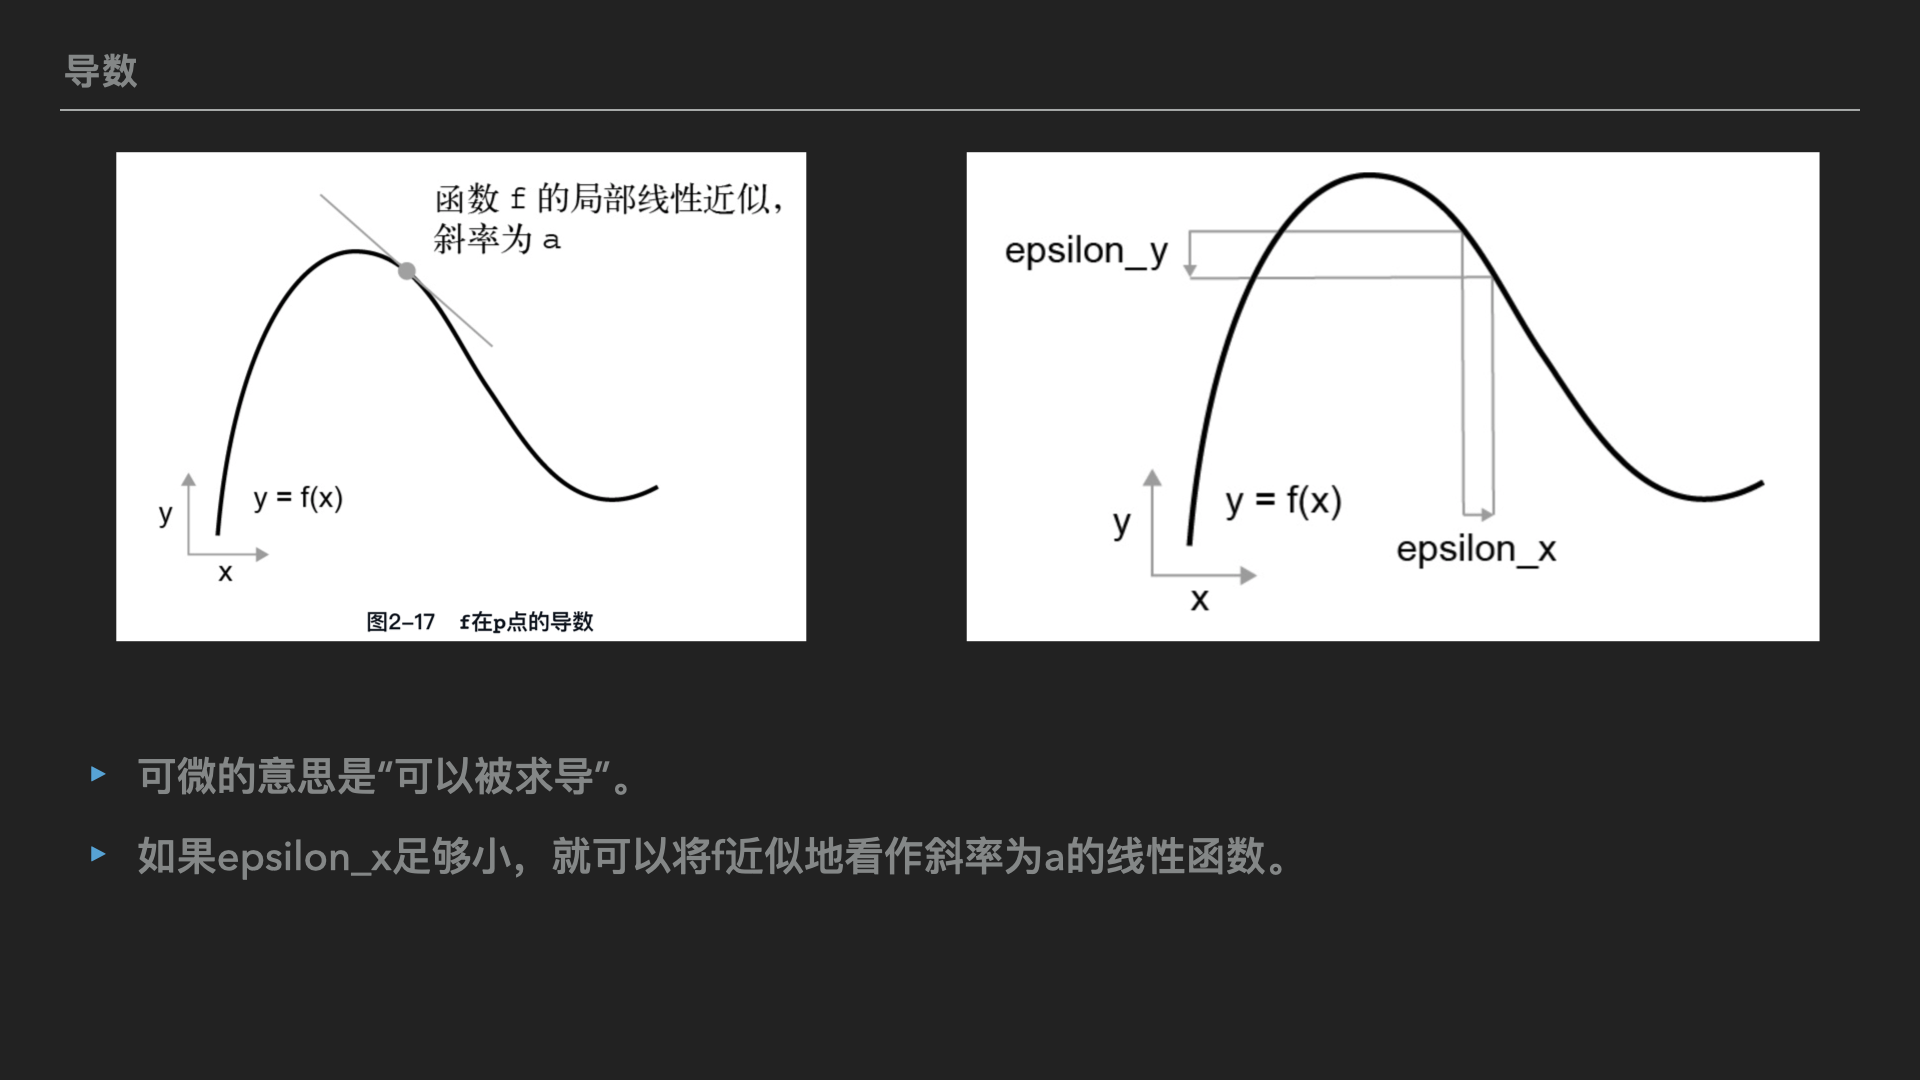 导数
函数 f 的局部线性近似，
斜率为 a
y = f(x)
y
x
图2–17 f在p点的导数
epsilon_y
y = f(x)
y
epsilon_x
x
可微的意思是“可以被求导”。
如果epsilon_x足够小，就可以将f近似地看作斜率为a的线性函数。